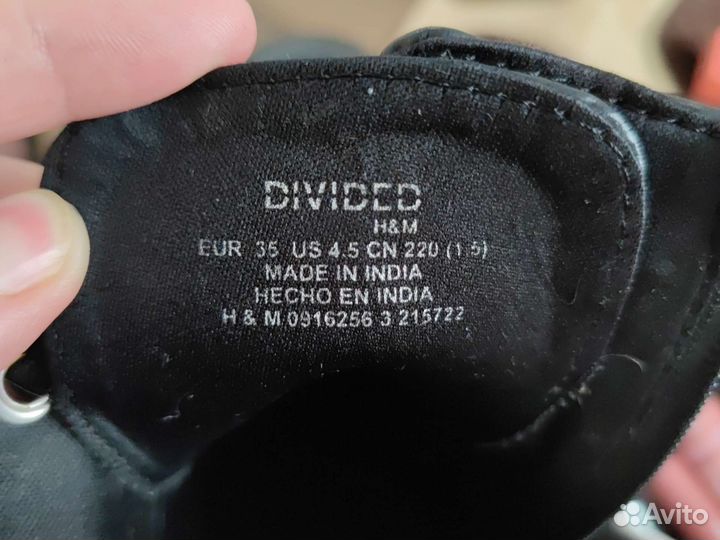 DIVIDED
H&M
EUR 35 US 4.5 CN 220 (1.5)
MADE IN INDIA
HECHO EN INDIA
H & M 0916256 3 215722
Avito